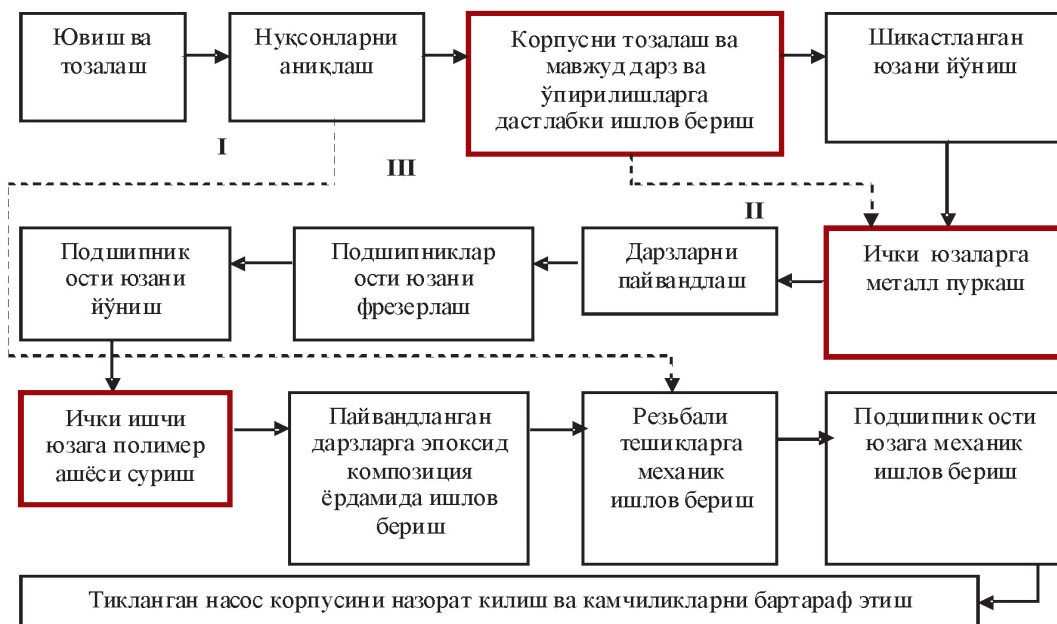 Ювиш ва
тозалаш
Нуқсонларни
аниқлаш
Корпусни тозалаш ва
мавжуд дарз ва
ўпирилишларга
дастлабки ишлов бериш
Шикастланган
юзани йўниш
I
III
II
Подшипник
ости юзани
йўниш
Подшипниклар
ости юзани
фрезерлаш
Дарзларни
пайвандлаш
Ички юзаларга
металл пуркаш
Ички ишчи
юзага полимер
ашёси суриш
Пайвандланган
дарзларга эпоксид
композиция
ёрдамида ишлов
бериш
Резьбали
тешикларга
механик
ишлов бериш
Подшипник ости
юзага механик
ишлов бериш
Тикланган насос корпусини назорат килиш ва камчиликларни бартараф этиш